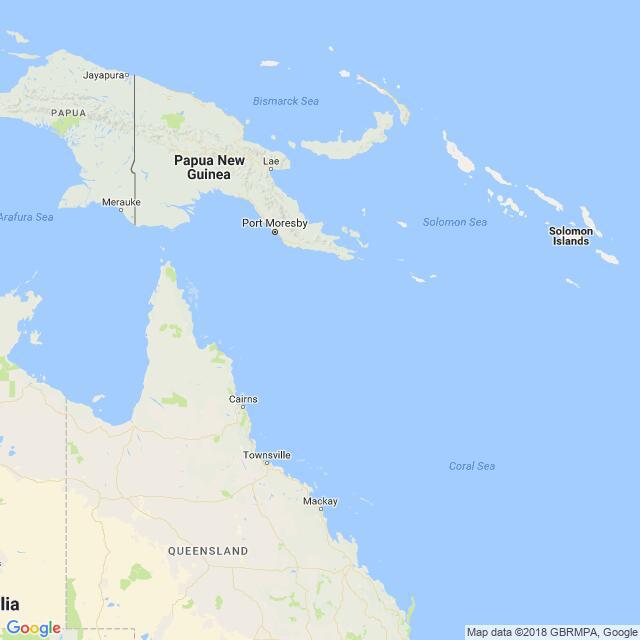 Jayapura
Bismarck Sea
PAPUA
Papua New
Guinea
Lae
Merauke
Arafura Sea
Port Moresby
Solomon Sea
Solomon
Islands
Cairns
Townsville
Coral Sea
Mackay
QUEENSLAND
lia
Google
Map data ©2018 GBRMPA, Google